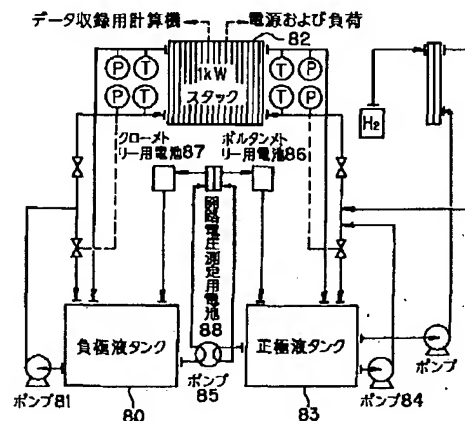 データ収録用計算機
電源および負荷
82
1kW
スタック
P
T
T
P
P
T
T
P
H2
クローメト
リー用電池87
ボルタンメト
リー用電池86
開路電圧測定用電池
88
負極液タンク
正極液タンク
ポンプ81
80
ポンプ
85
83
ポンプ84
ポンプ